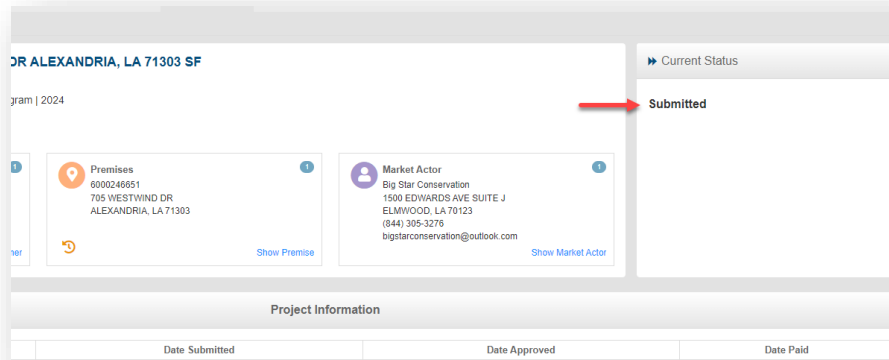 DR ALEXANDRIA, LA 71303 SF
Current Status
gram | 2024
Submitted
1
Premises
1
6000246651
705 WESTWIND DR
ALEXANDRIA, LA 71303
Show Premise
Market Actor
1
Big Star Conservation
1500 EDWARDS AVE SUITE J
ELMWOOD, LA 70123
(844) 305-3276
bigstarconservation@outlook.com
Show Market Actor
ner
Project Information
Date Submitted
Date Approved
Date Paid